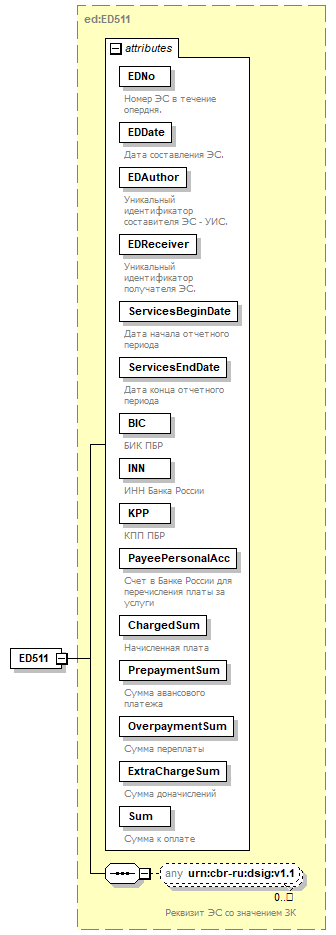 ed:ED511
attributes
EDNo
Номер ЭС в течение
опердня.
EDDate
Дата составления ЭС.
EDAuthor
Уникальный
идентификатор
составителя ЭС - УИС.
EDReceiver
Уникальный
идентификатор
получателя ЭС.
ServicesBeginDate
Дата начала отчетного
периода
ServicesEndDate
Дата конца отчетного
периода
BIC
БИК ПБР
INN
ИНН Банка России
KPP
КПП ПБР
PayeePersonalAcc
Счет в Банке России для
перечисления платы за
услуги
ChargedSum
Начисленная плата
PrepaymentSum
Сумма авансового
платежа
OverpaymentSum
Сумма переплаты
ExtraChargeSum
Сумма доначислений
Sum
Сумма к оплате
ED511
any urn:cbr-ru:dsig:v1.1
0..□
Реквизит ЭС со значением ЗК